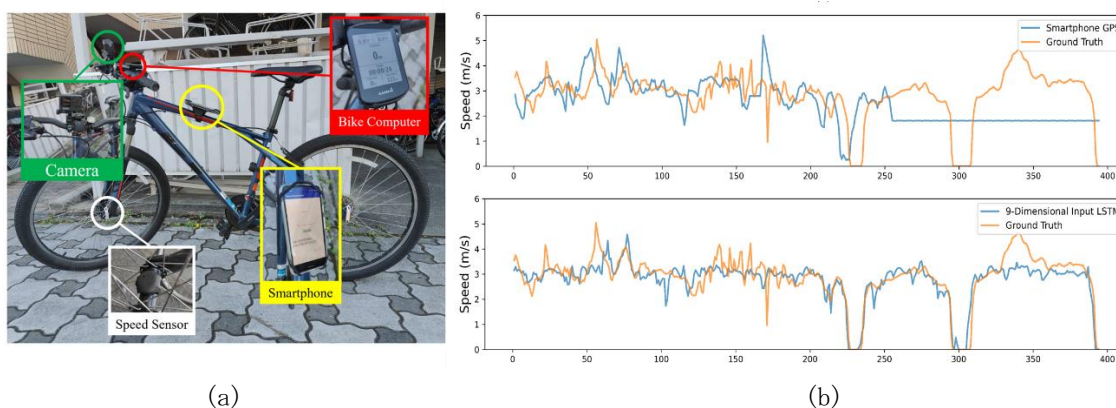 Bike Computer
Camera
Smartphone
Speed Sensor
(a)
Smartphone GPS
Ground Truth
Speed (m/s)
6
5
4
3
2
1
0
0 50 100 150 200 250 300 350 400
9-Dimensional Input LSTM
Ground Truth
Speed (m/s)
6
5
4
3
2
1
0
0 50 100 150 200 250 300 350 400
(b)